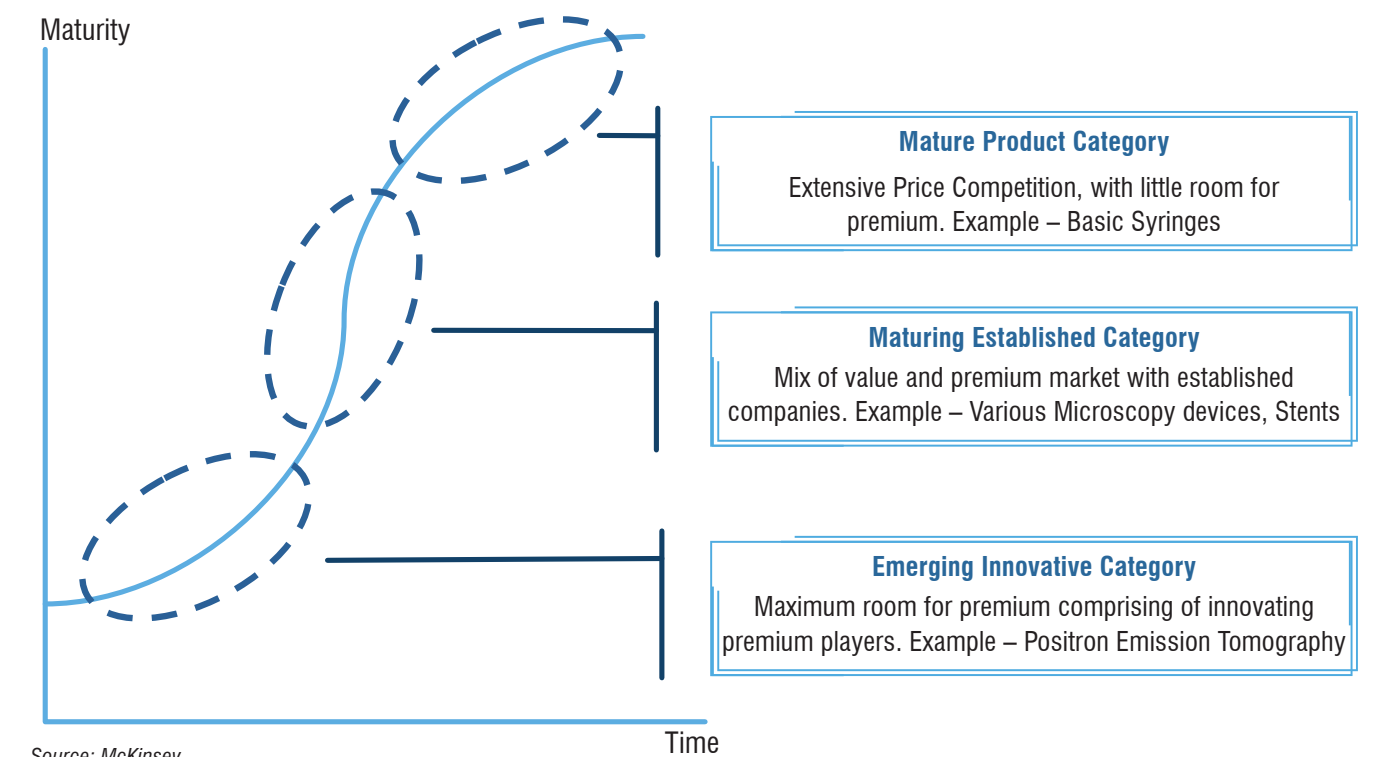 Maturity
Mature Product Category
Extensive Price Competition, with little room for
premium. Example – Basic Syringes
Maturing Established Category
Mix of value and premium market with established
companies. Example – Various Microscopy devices, Stents
Emerging Innovative Category
Maximum room for premium comprising of innovating
premium players. Example – Positron Emission Tomography
Time
Source: McKinsey